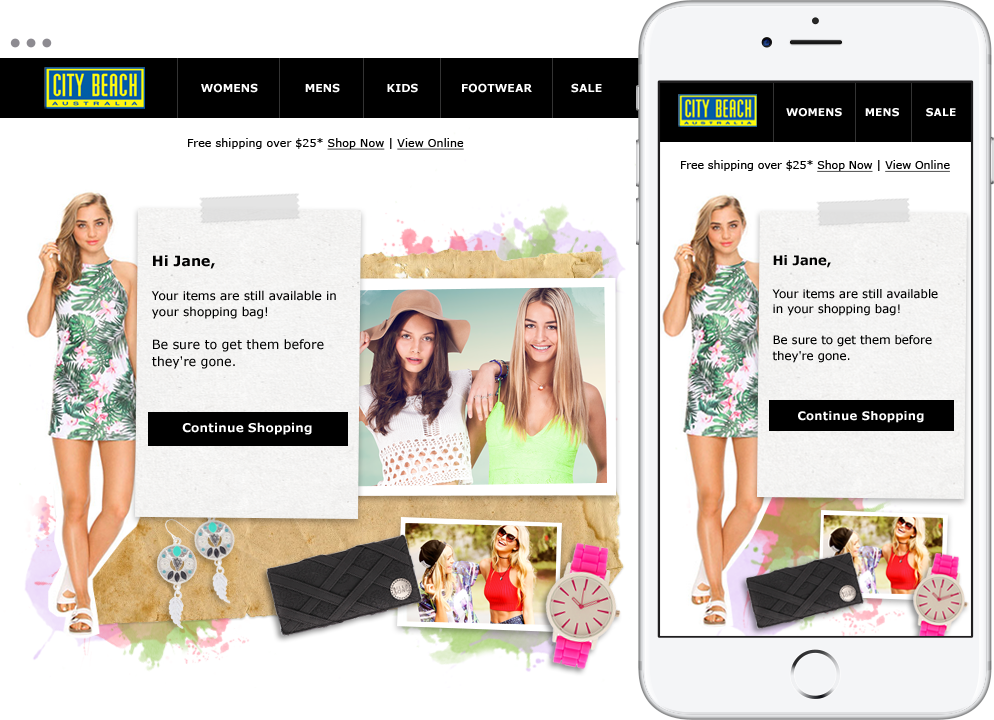 CITY BEACH
AUSTRALIA
WOMENS MENS KIDS FOOTWEAR SALE
Free shipping over $25* Shop Now | View Online
Hi Jane,
Your items are still available in
your shopping bag!
Be sure to get them before
they're gone.
Continue Shopping
CITY BEACH
AUSTRALIA
WOMENS MENS SALE
Free shipping over $25* Shop Now | View Online
Hi Jane,
Your items are still available
in your shopping bag!
Be sure to get them before
they're gone.
Continue Shopping